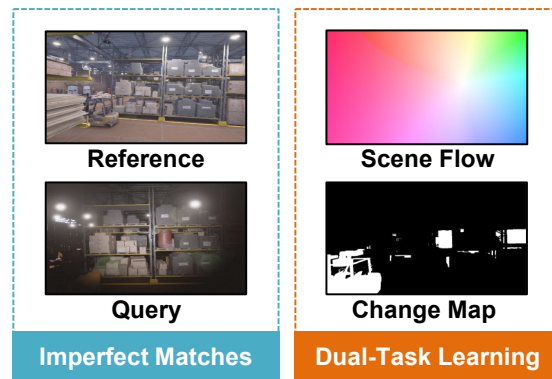 Reference
Scene Flow
Query
Change Map
Imperfect Matches
Dual-Task Learning